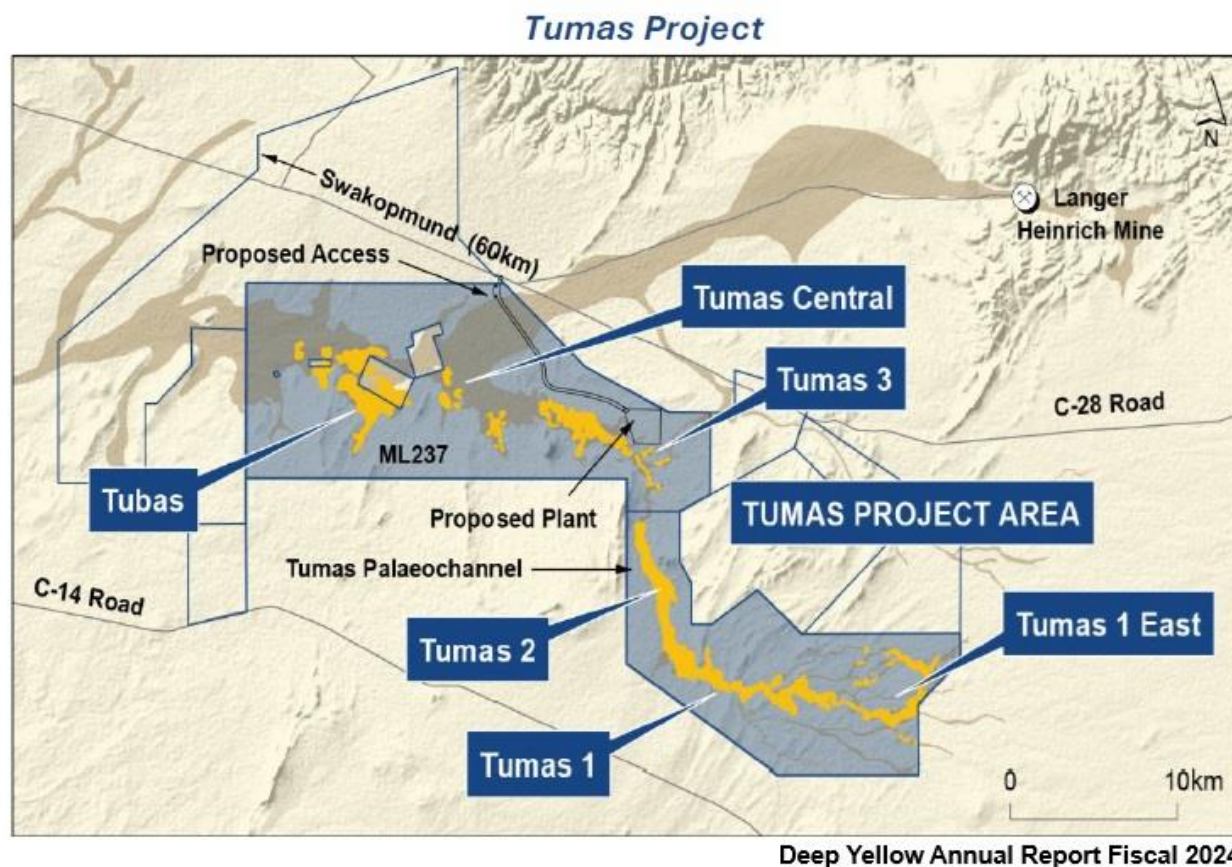 Tumas Project
N
Swakopmund (60km)
Langer
Heinrich Mine
Proposed Access
Tumas Central
Tumas 3
C-28 Road
ML237
Tubas
Proposed Plant
TUMAS PROJECT AREA
Tumas Palaeochannel
C-14 Road
Tumas 2
Tumas 1 East
Tumas 1
0 10km
Deep Yellow Annual Report Fiscal 2024